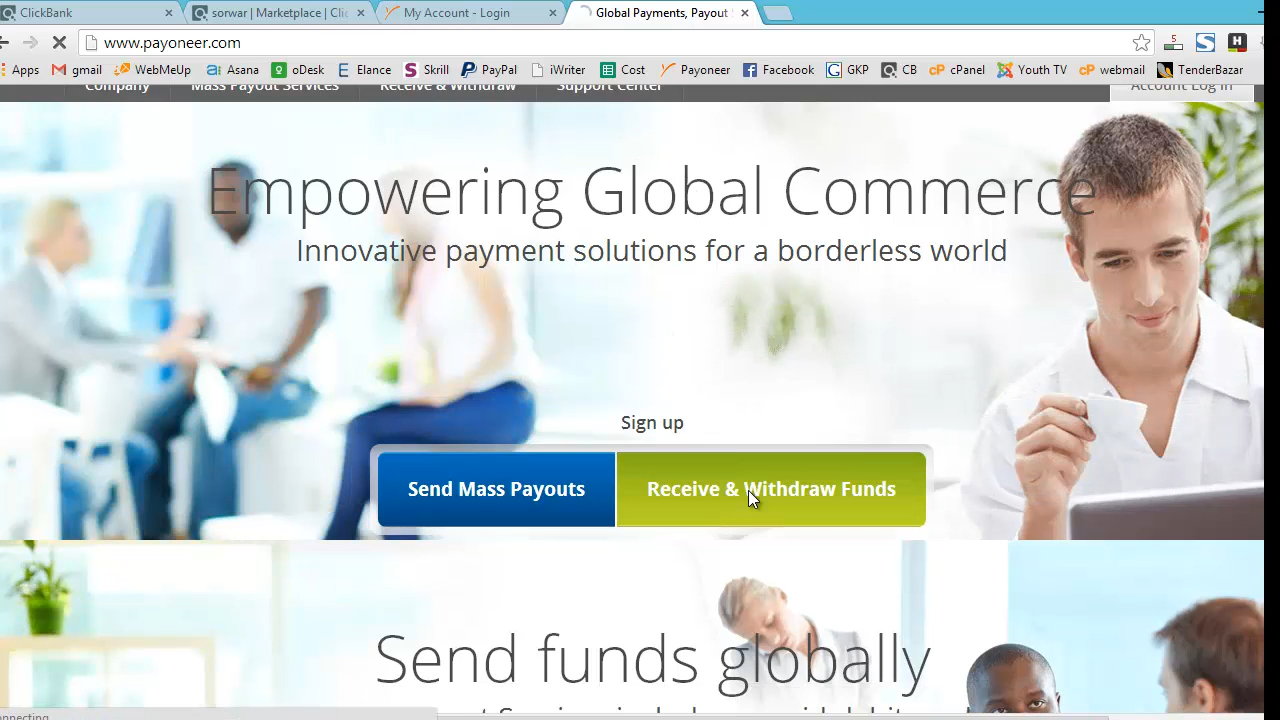 ClickBank
sorwar | Marketplace | Clic
My Account - Login
Global Payments, Payout
www.payoneer.com
5
H
Apps
gmail
WebMeUp
Asana
oDesk
Elance
Skrill
PayPal
iWriter
Cost
Payoneer
Facebook
GKP
CB
cPanel
Youth TV
webmail
TenderBazar
Company
Mass Payout Services
Receive & Withdraw
Support Center
Account Log In
Empowering Global Commerce
Innovative payment solutions for a borderless world
Sign up
Send Mass Payouts
Receive & Withdraw Funds
Send funds globally